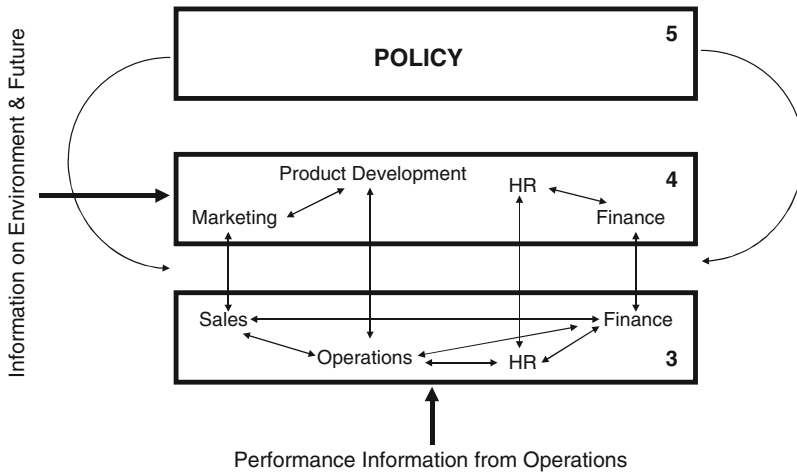 5
POLICY
Information on Environment & Future
4
Product Development
HR
Marketing
Finance
Sales
Finance
Operations
HR
3
Performance Information from Operations